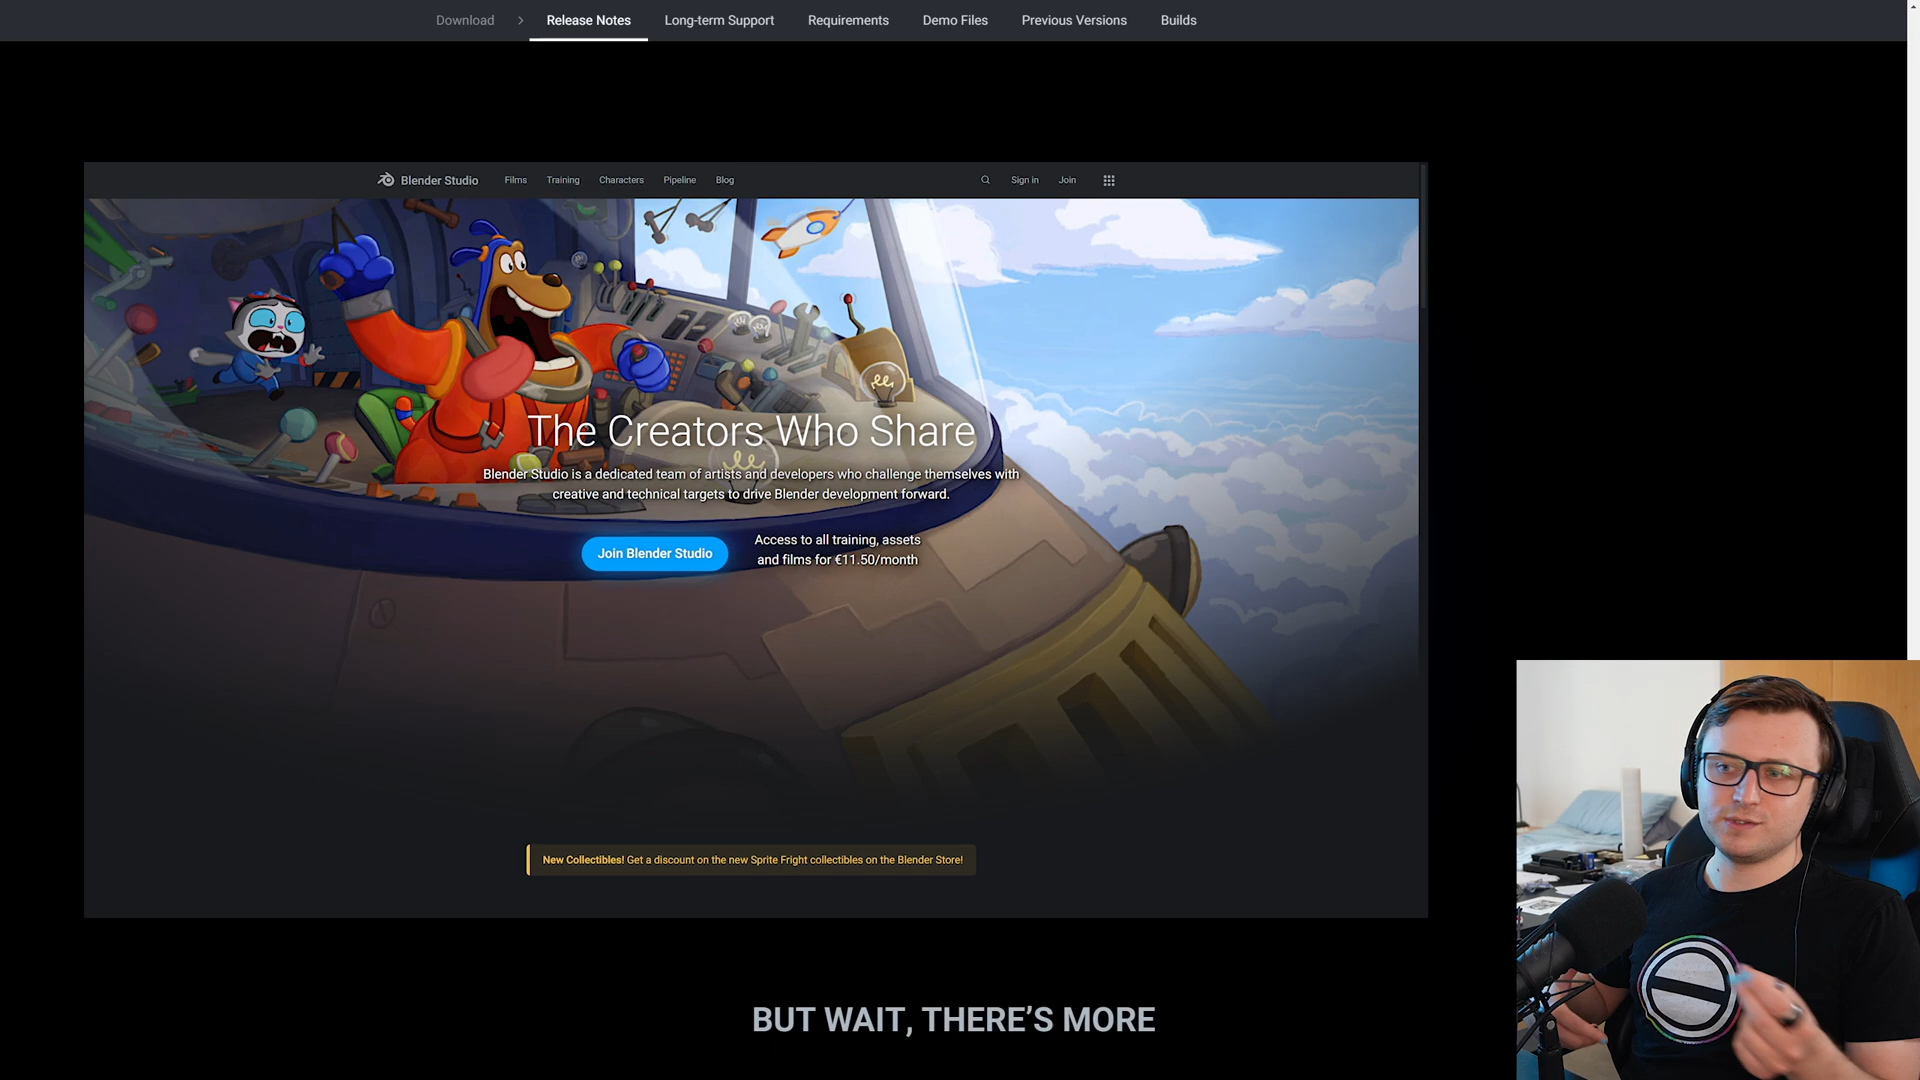 Download > Release Notes Long-term Support Requirements Demo Files Previous Versions Builds
Blender Studio Films Training Characters Pipeline Blog Sign in Join
The Creators Who Share
Blender Studio is a dedicated team of artists and developers who challenge themselves with
creative and technical targets to drive Blender development forward.
Join Blender Studio
Access to all training, assets
and films for €11.50/month
New Collectibles! Get a discount on the new Sprite Fright collectibles on the Blender Store!
BUT WAIT, THERE’S MORE